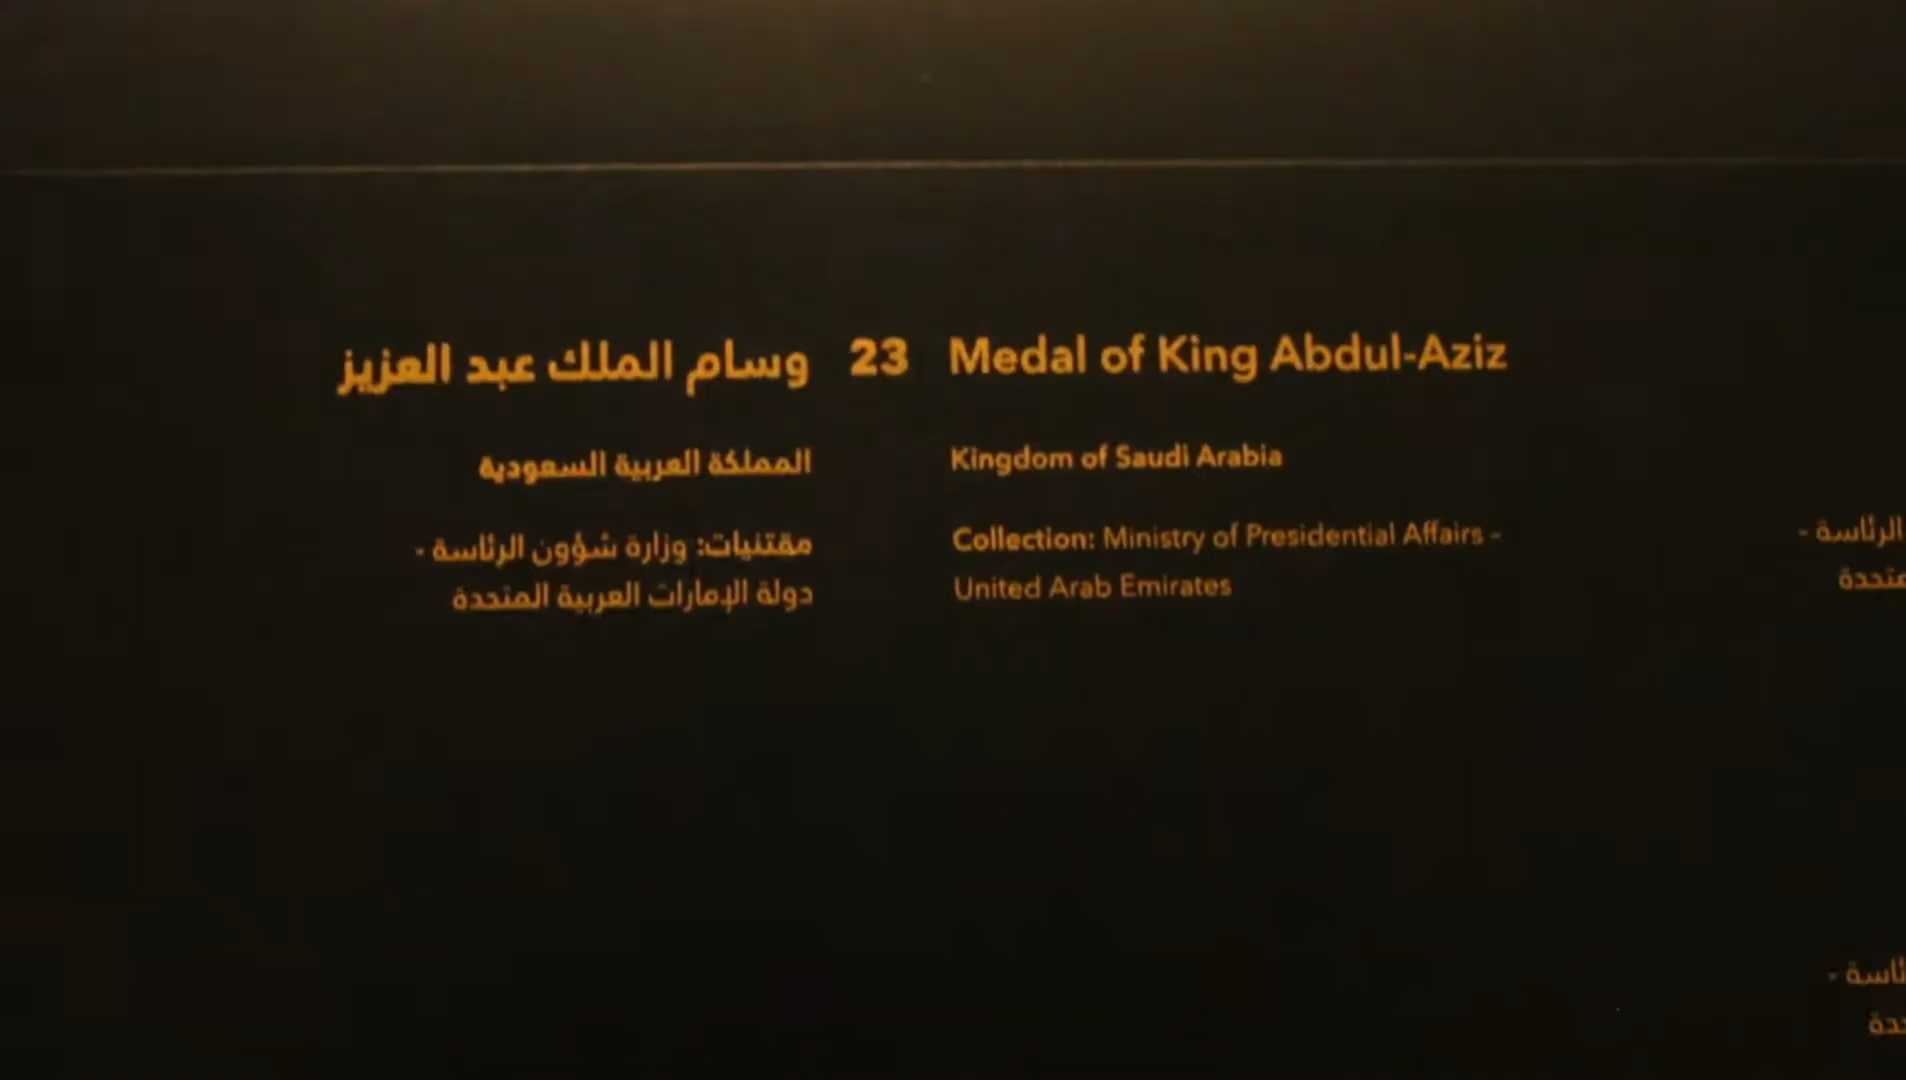 وسام الملك عبد العزيز 23 Medal of King Abdul-Aziz
المملكة العربية السعودية
Kingdom of Saudi Arabia
مقتنيات: وزارة شؤون الرئاسة -
دولة الإمارات العربية المتحدة
Collection: Ministry of Presidential Affairs -
United Arab Emirates
الرئاسة -